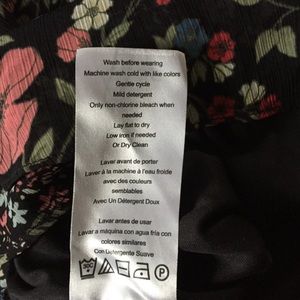 Wash before wearing
Machine wash cold with like colors
Gentle cycle
Mild detergent
Only non-chlorine bleach when
needed
Lay flat to dry
Low iron if needed
Or Dry Clean
Laver avant de porter
Laver à la machine à l'eau froide
avec des couleurs
semblables
Avec Un Détergent Doux
Lavar antes de usar
Lavar a máquina con agua fría con
colores similares
Con Detergente Suave